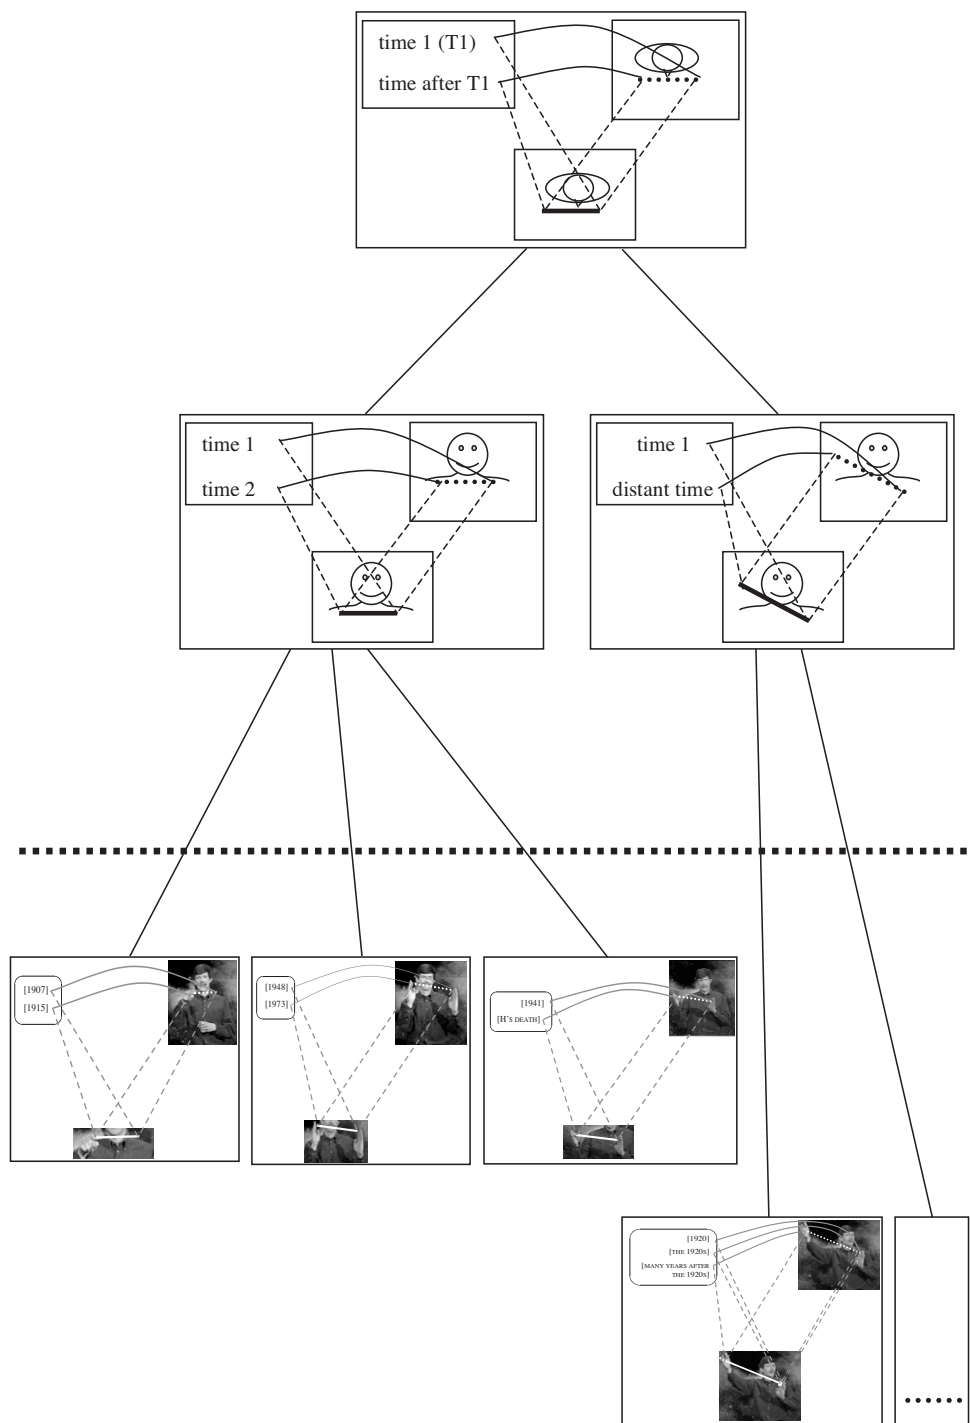 time 1 (T1)
time after T1
time 1
time 2
time 1
distant time
[1907]
[1915]
[1948]
[1973]
[1941]
[H'S DEATH]
[1920]
[THE 1920S]
[MANY YEARS AFTER
THE 1920S]